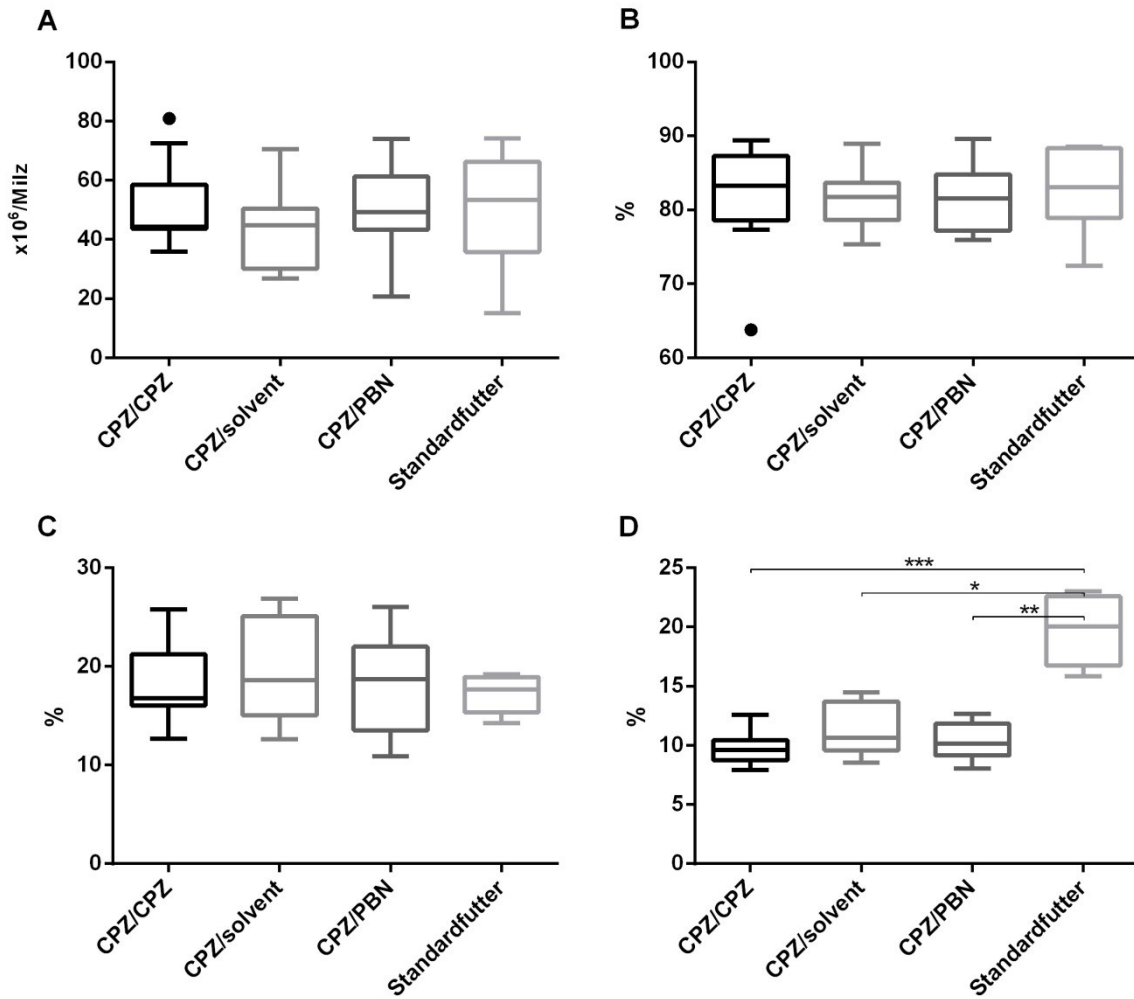 A
100
80
60
40
20
0
x10⁶/Milz
CPZ/CPZ
CPZ/solvent
CPZ/PBN
Standardfutter
B
100
90
80
70
60
%
CPZ/CPZ
CPZ/solvent
CPZ/PBN
Standardfutter
C
30
20
10
0
%
CPZ/CPZ
CPZ/solvent
CPZ/PBN
Standardfutter
D
25
20
15
10
5
0
%
***
*
**
CPZ/CPZ
CPZ/solvent
CPZ/PBN
Standardfutter